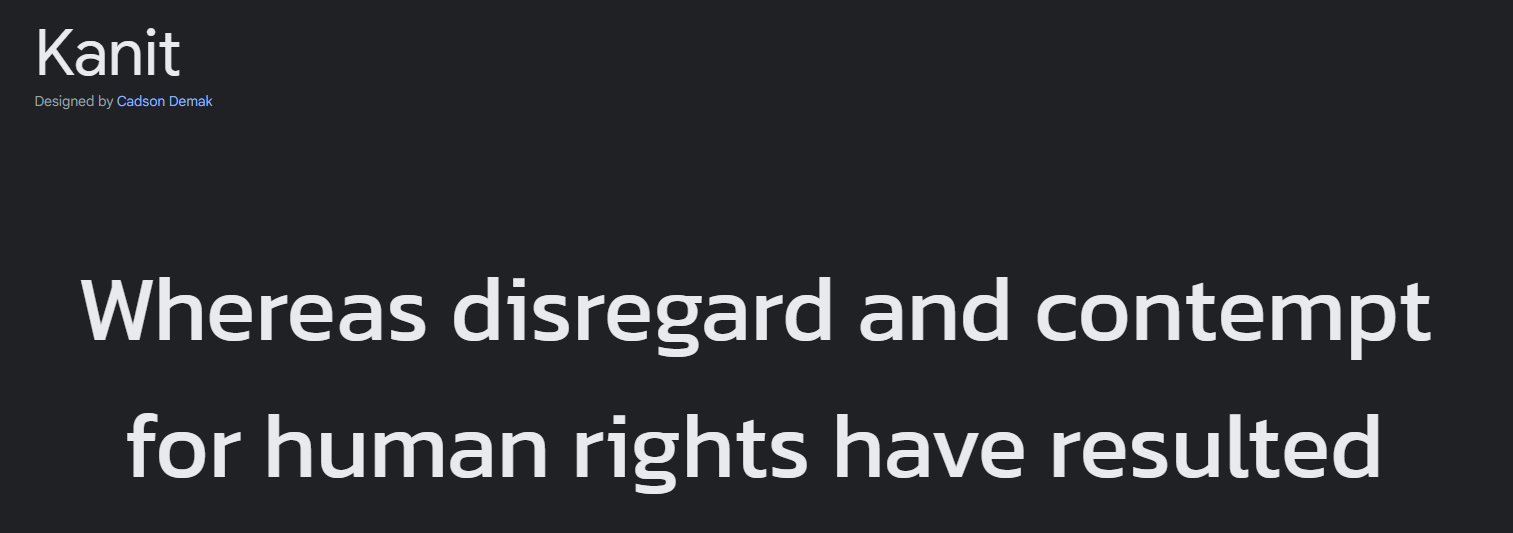 Kanit
Designed by Cadson Demak
Whereas disregard and contempt
for human rights have resulted